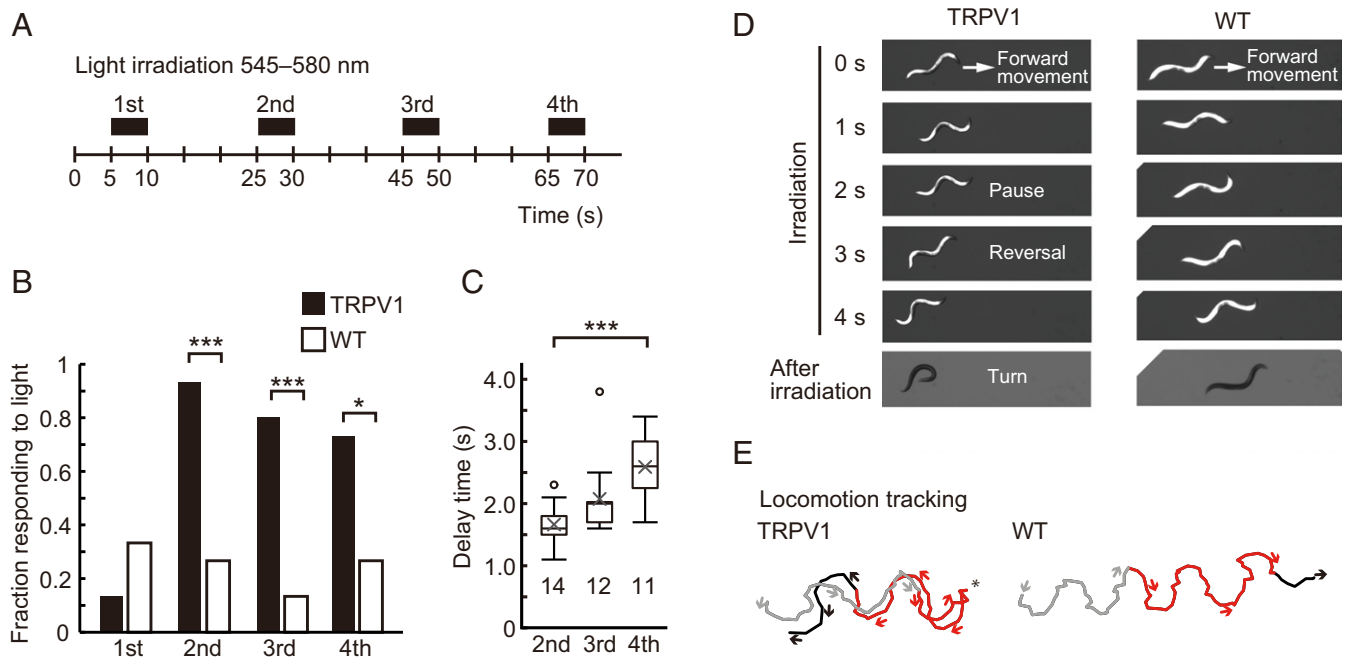 A
Light irradiation 545–580 nm
1st 2nd 3rd 4th
0 5 10 25 30 45 50 65 70
Time (s)
B
TRPV1
WT
*** *** *
Fraction responding to light
1
0.8
0.6
0.4
0.2
0
1st 2nd 3rd 4th
C
***
Delay time (s)
4.0
3.0
2.0
1.0
0
14 12 11
2nd 3rd 4th
D
TRPV1 WT
Irradiation
0 s
Forward
movement
Forward
movement
1 s
2 s
Pause
3 s
Reversal
4 s
After
irradiation
Turn
E
Locomotion tracking
TRPV1 WT
*